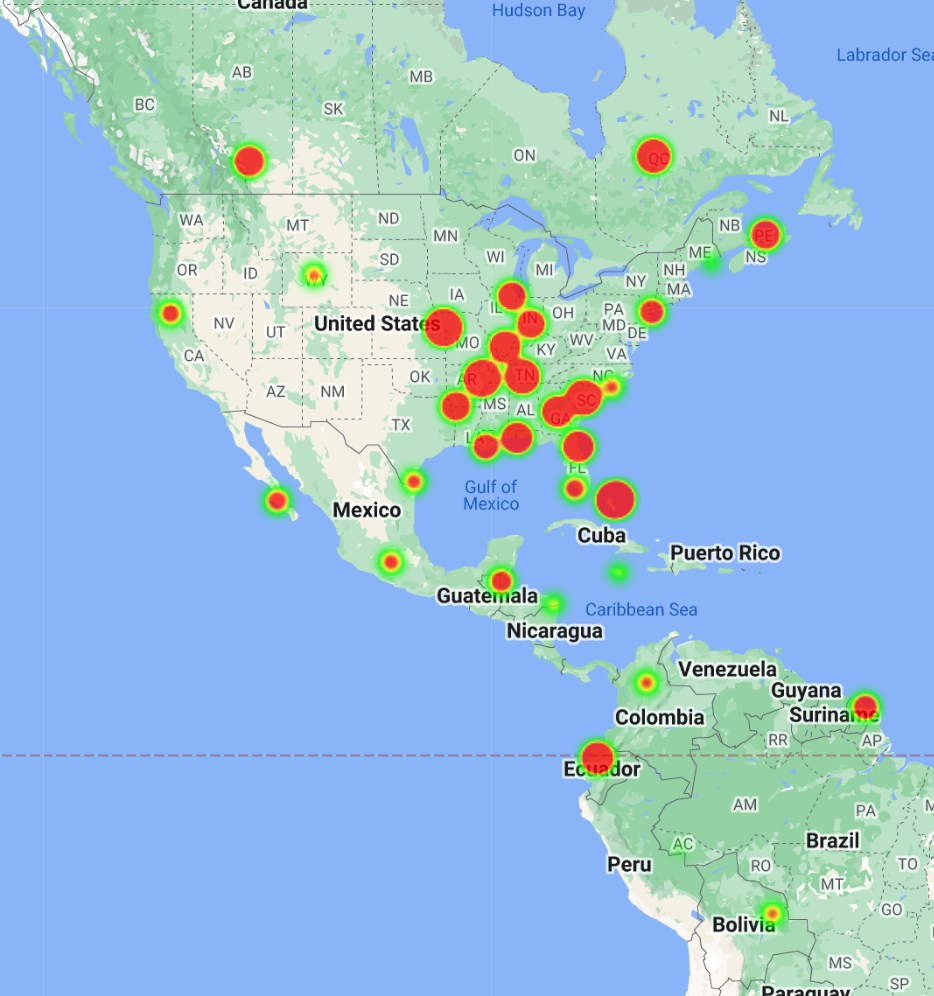 Canada
Hudson Bay
Labrador Sea
AB
MB
BC
SK
NL
ON
QC
WA
MT
ND
MN
NB
PE
ME
NS
OR
ID
SD
WI
MI
NH
NY
MA
WY
NE
IA
IL
IN
OH
PA
MD
DE
United States
NV
UT
MO
KY
WV
VA
CA
AZ
NM
OK
AR
TN
NC
SC
MS
AL
GA
TX
LA
FL
Gulf of
Mexico
Mexico
Cuba
Puerto Rico
Guatemala
Caribbean Sea
Nicaragua
Venezuela
Guyana
Suriname
Colombia
RR
AP
Ecuador
AM
PA
AC
Peru
RO
Brazil
TO
MT
GO
Bolivia
MS
SP
Paraguay